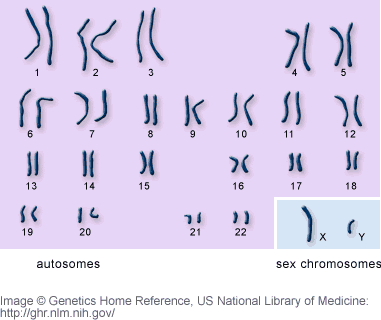 1 2 3 4 5
6 7 8 9 10 11 12
13 14 15 16 17 18
19 20 21 22 X Y
autosomes sex chromosomes
Image © Genetics Home Reference, US National Library of Medicine:
http://ghr.nlm.nih.gov/